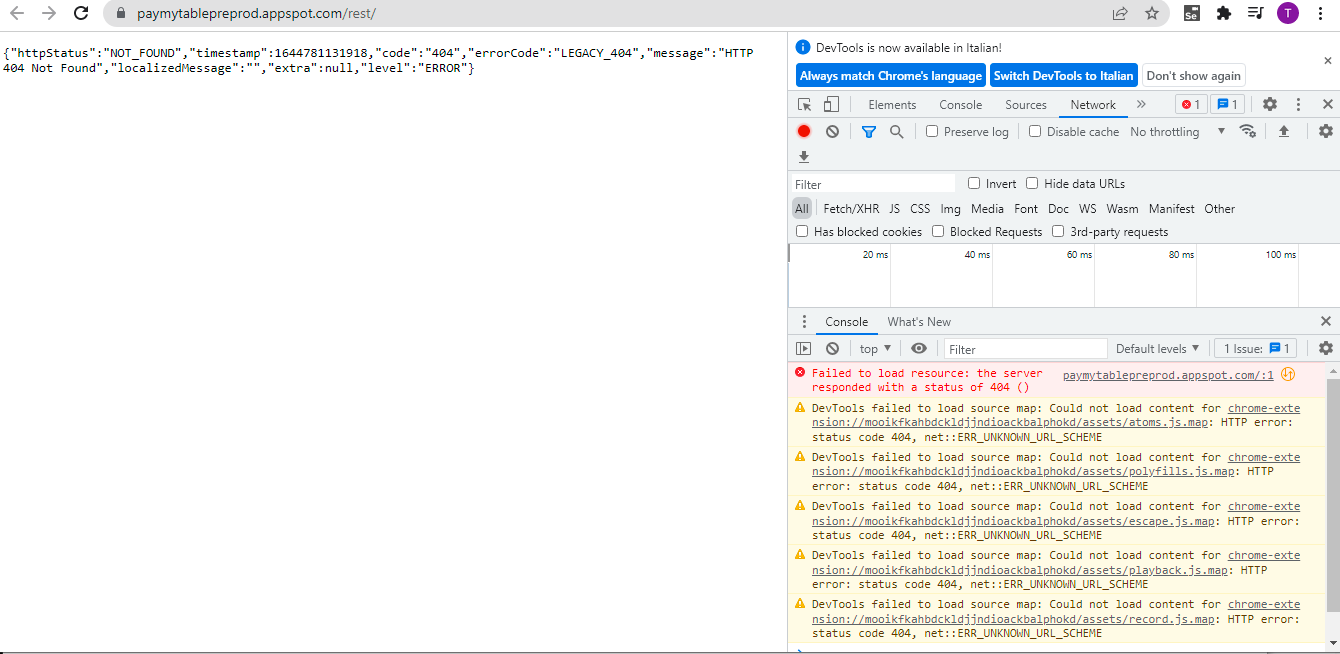 paymytablepreprod.appspot.com/rest/
Se
T
{"httpStatus":"NOT_FOUND","timestamp":1644781131918,"code":"404","errorCode":"LEGACY_404","message":"HTTP
404 Not Found","localizedMessage":"","extra":null,"level":"ERROR"}
DevTools is now available in Italian!
Always match Chrome's language Switch DevTools to Italian Don't show again
Elements Console Sources Network 1 1
Preserve log Disable cache No throttling
Filter Invert Hide data URLs
All Fetch/XHR JS CSS Img Media Font Doc WS Wasm Manifest Other
Has blocked cookies Blocked Requests 3rd-party requests
20 ms 40 ms 60 ms 80 ms 100 ms
Console What's New
top Filter Default levels 1 Issue: 1
Failed to load resource: the server paymytablepreprod.appspot.com/:1
responded with a status of 404 ()
DevTools failed to load source map: Could not load content for chrome-exte
nsion://mooikfkahbdckldjjndioackbalphokd/assets/atoms.js.map: HTTP error:
status code 404, net::ERR_UNKNOWN_URL_SCHEME
DevTools failed to load source map: Could not load content for chrome-exte
nsion://mooikfkahbdckldjjndioackbalphokd/assets/polyfills.js.map: HTTP
error: status code 404, net::ERR_UNKNOWN_URL_SCHEME
DevTools failed to load source map: Could not load content for chrome-exte
nsion://mooikfkahbdckldjjndioackbalphokd/assets/escape.js.map: HTTP error:
status code 404, net::ERR_UNKNOWN_URL_SCHEME
DevTools failed to load source map: Could not load content for chrome-exte
nsion://mooikfkahbdckldjjndioackbalphokd/assets/playback.js.map: HTTP
error: status code 404, net::ERR_UNKNOWN_URL_SCHEME
DevTools failed to load source map: Could not load content for chrome-exte
nsion://mooikfkahbdckldjjndioackbalphokd/assets/record.js.map: HTTP error:
status code 404, net::ERR_UNKNOWN_URL_SCHEME